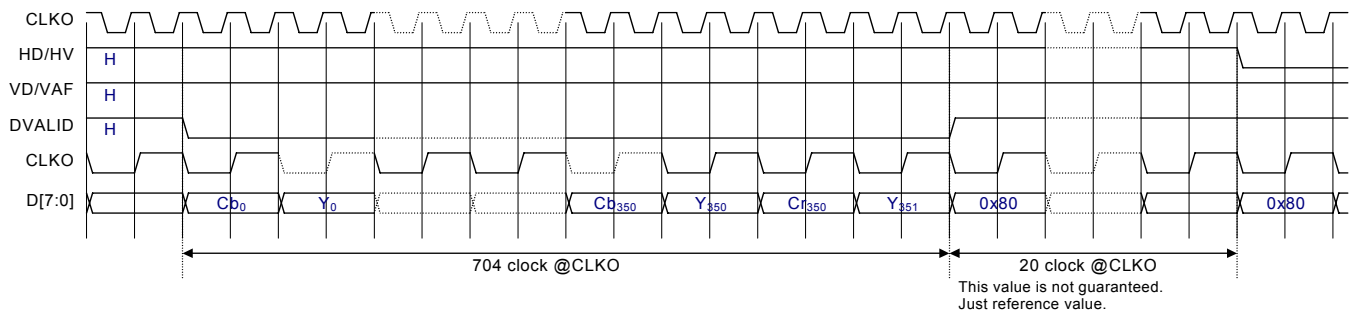 CLKO
HD/HV H
VD/VAF H
DVALID H
CLKO
D[7:0] Cb0 Y0 Cb350 Y350 Cr350 Y351 0x80 0x80
704 clock @CLKO 20 clock @CLKO
This value is not guaranteed.
Just reference value.